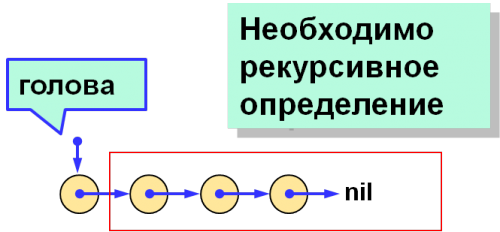 Необходимо
рекурсивное
определение
голова
nil